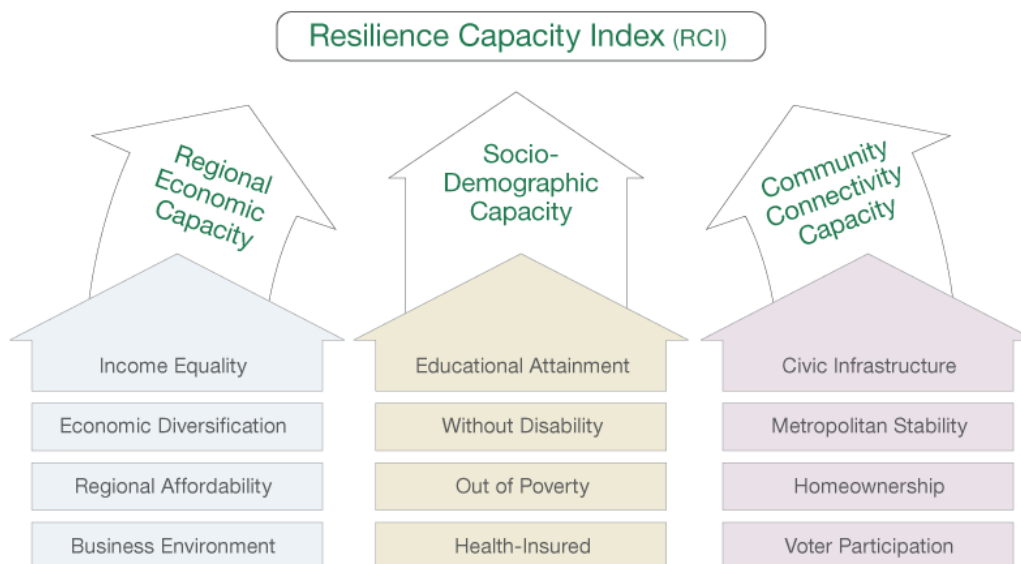 Resilience Capacity Index (RCI)
Regional
Economic
Capacity
Socio-
Demographic
Capacity
Community
Connectivity
Capacity
Income Equality
Economic Diversification
Regional Affordability
Business Environment
Educational Attainment
Without Disability
Out of Poverty
Health-Insured
Civic Infrastructure
Metropolitan Stability
Homeownership
Voter Participation